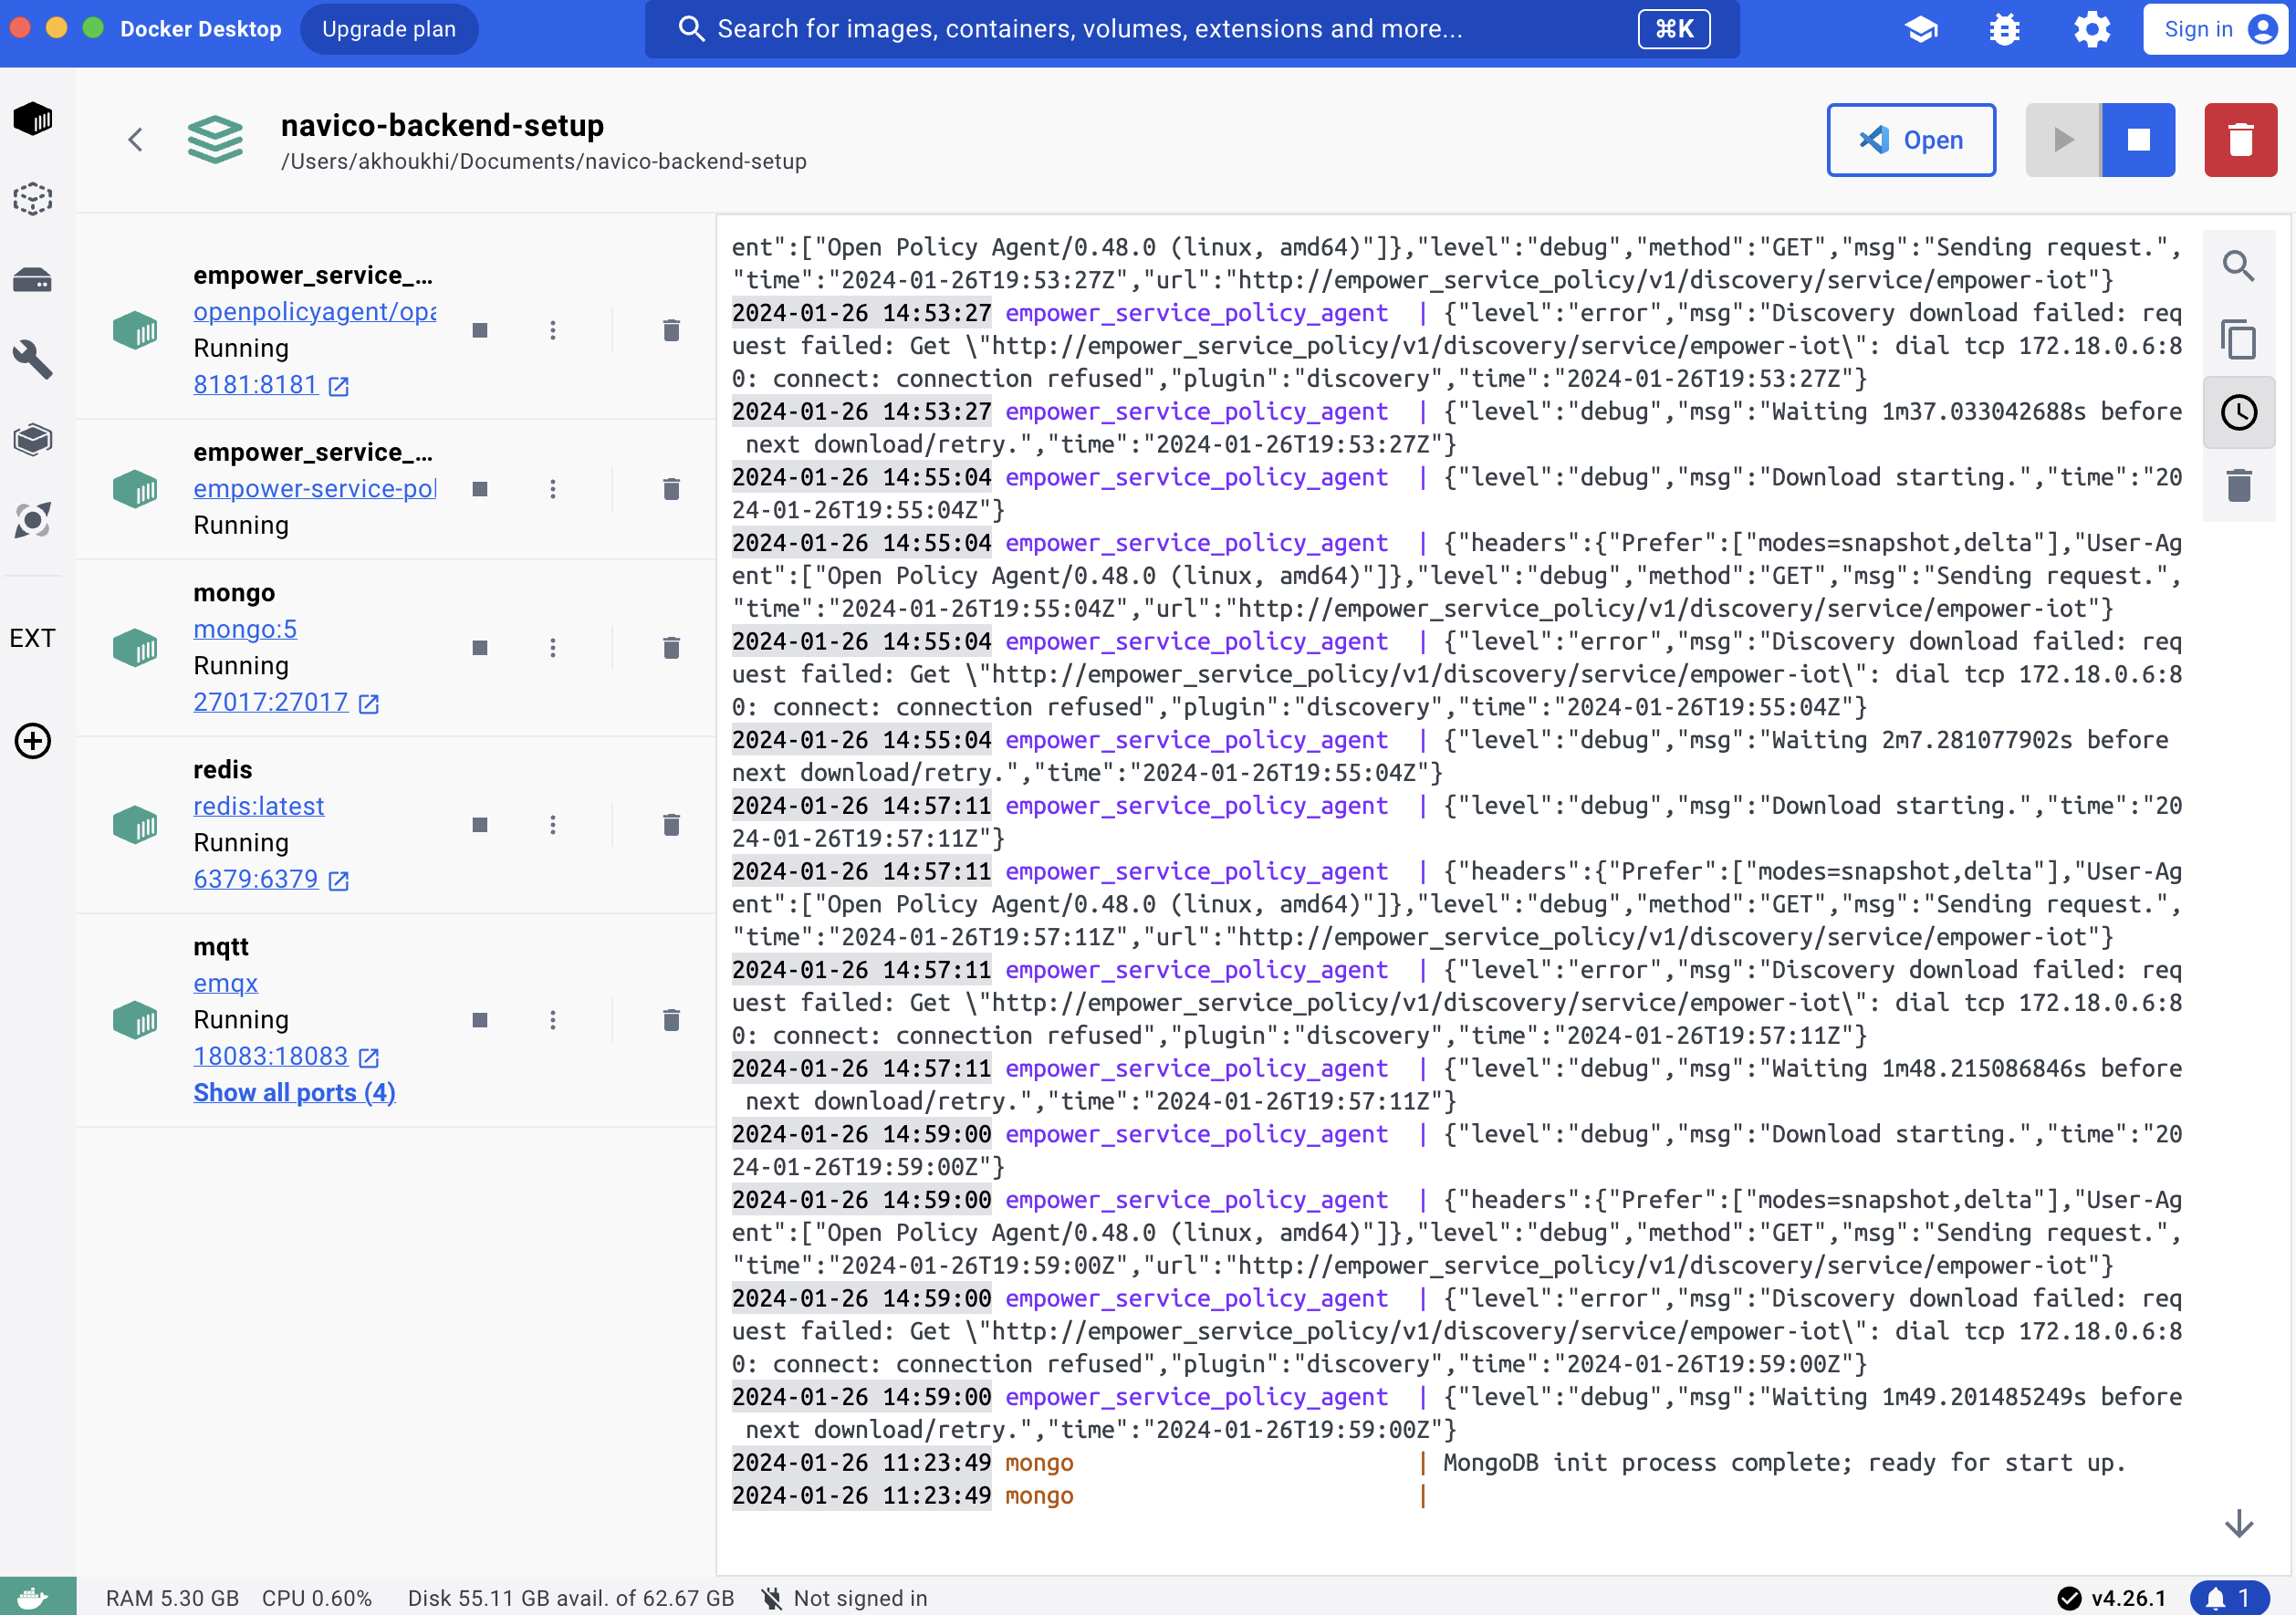 Docker Desktop
Upgrade plan
Search for images, containers, volumes, extensions and more...
⌘K
Sign in
navico-backend-setup
/Users/akhoukhi/Documents/navico-backend-setup
Open
EXT
empower_service_...
openpolicyagent/opa
Running
8181:8181
empower_service_...
empower-service-pol
Running
mongo
mongo:5
Running
27017:27017
redis
redis:latest
Running
6379:6379
mqtt
emqx
Running
18083:18083
Show all ports (4)
ent":["Open Policy Agent/0.48.0 (linux, amd64)"]},"level":"debug","method":"GET","msg":"Sending request.",
"time":"2024-01-26T19:53:27Z","url":"http://empower_service_policy/v1/discovery/service/empower-iot"}
2024-01-26 14:53:27 empower_service_policy_agent | {"level":"error","msg":"Discovery download failed: req
uest failed: Get \"http://empower_service_policy/v1/discovery/service/empower-iot\": dial tcp 172.18.0.6:8
0: connect: connection refused","plugin":"discovery","time":"2024-01-26T19:53:27Z"}
2024-01-26 14:53:27 empower_service_policy_agent | {"level":"debug","msg":"Waiting 1m37.033042688s before
next download/retry.","time":"2024-01-26T19:53:27Z"}
2024-01-26 14:55:04 empower_service_policy_agent | {"level":"debug","msg":"Download starting.","time":"20
24-01-26T19:55:04Z"}
2024-01-26 14:55:04 empower_service_policy_agent | {"headers":{"Prefer":["modes=snapshot,delta"],"User-Ag
ent":["Open Policy Agent/0.48.0 (linux, amd64)"]},"level":"debug","method":"GET","msg":"Sending request.",
"time":"2024-01-26T19:55:04Z","url":"http://empower_service_policy/v1/discovery/service/empower-iot"}
2024-01-26 14:55:04 empower_service_policy_agent | {"level":"error","msg":"Discovery download failed: req
uest failed: Get \"http://empower_service_policy/v1/discovery/service/empower-iot\": dial tcp 172.18.0.6:8
0: connect: connection refused","plugin":"discovery","time":"2024-01-26T19:55:04Z"}
2024-01-26 14:55:04 empower_service_policy_agent | {"level":"debug","msg":"Waiting 2m7.281077902s before
next download/retry.","time":"2024-01-26T19:55:04Z"}
2024-01-26 14:57:11 empower_service_policy_agent | {"level":"debug","msg":"Download starting.","time":"20
24-01-26T19:57:11Z"}
2024-01-26 14:57:11 empower_service_policy_agent | {"headers":{"Prefer":["modes=snapshot,delta"],"User-Ag
ent":["Open Policy Agent/0.48.0 (linux, amd64)"]},"level":"debug","method":"GET","msg":"Sending request.",
"time":"2024-01-26T19:57:11Z","url":"http://empower_service_policy/v1/discovery/service/empower-iot"}
2024-01-26 14:57:11 empower_service_policy_agent | {"level":"error","msg":"Discovery download failed: req
uest failed: Get \"http://empower_service_policy/v1/discovery/service/empower-iot\": dial tcp 172.18.0.6:8
0: connect: connection refused","plugin":"discovery","time":"2024-01-26T19:57:11Z"}
2024-01-26 14:57:11 empower_service_policy_agent | {"level":"debug","msg":"Waiting 1m48.215086846s before
next download/retry.","time":"2024-01-26T19:57:11Z"}
2024-01-26 14:59:00 empower_service_policy_agent | {"level":"debug","msg":"Download starting.","time":"20
24-01-26T19:59:00Z"}
2024-01-26 14:59:00 empower_service_policy_agent | {"headers":{"Prefer":["modes=snapshot,delta"],"User-Ag
ent":["Open Policy Agent/0.48.0 (linux, amd64)"]},"level":"debug","method":"GET","msg":"Sending request.",
"time":"2024-01-26T19:59:00Z","url":"http://empower_service_policy/v1/discovery/service/empower-iot"}
2024-01-26 14:59:00 empower_service_policy_agent | {"level":"error","msg":"Discovery download failed: req
uest failed: Get \"http://empower_service_policy/v1/discovery/service/empower-iot\": dial tcp 172.18.0.6:8
0: connect: connection refused","plugin":"discovery","time":"2024-01-26T19:59:00Z"}
2024-01-26 14:59:00 empower_service_policy_agent | {"level":"debug","msg":"Waiting 1m49.201485249s before
next download/retry.","time":"2024-01-26T19:59:00Z"}
2024-01-26 11:23:49 mongo | MongoDB init process complete; ready for start up.
2024-01-26 11:23:49 mongo |
RAM 5.30 GB CPU 0.60% Disk 55.11 GB avail. of 62.67 GB Not signed in
v4.26.1
1